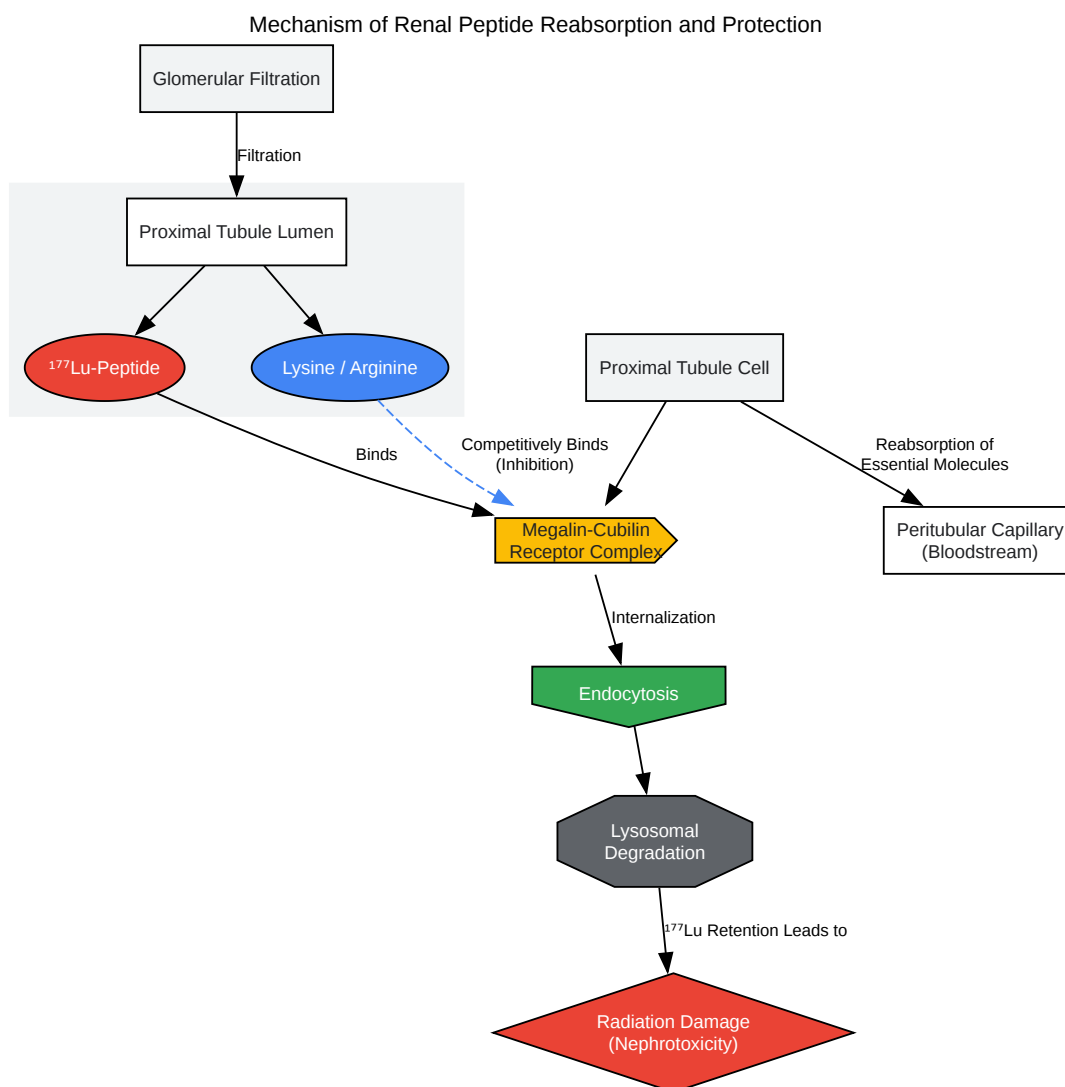 Mechanism of Renal Peptide Reabsorption and Protection
Glomerular Filtration
Filtration
Proximal Tubule Lumen
¹⁷⁷Lu-Peptide
Lysine / Arginine
Proximal Tubule Cell
Binds
Competitively Binds
(Inhibition)
Reabsorption of
Essential Molecules
Megalin-Cubilin
Receptor Complex
Peritubular Capillary
(Bloodstream)
Internalization
Endocytosis
Lysosomal
Degradation
¹⁷⁷Lu Retention Leads to
Radiation Damage
(Nephrotoxicity)